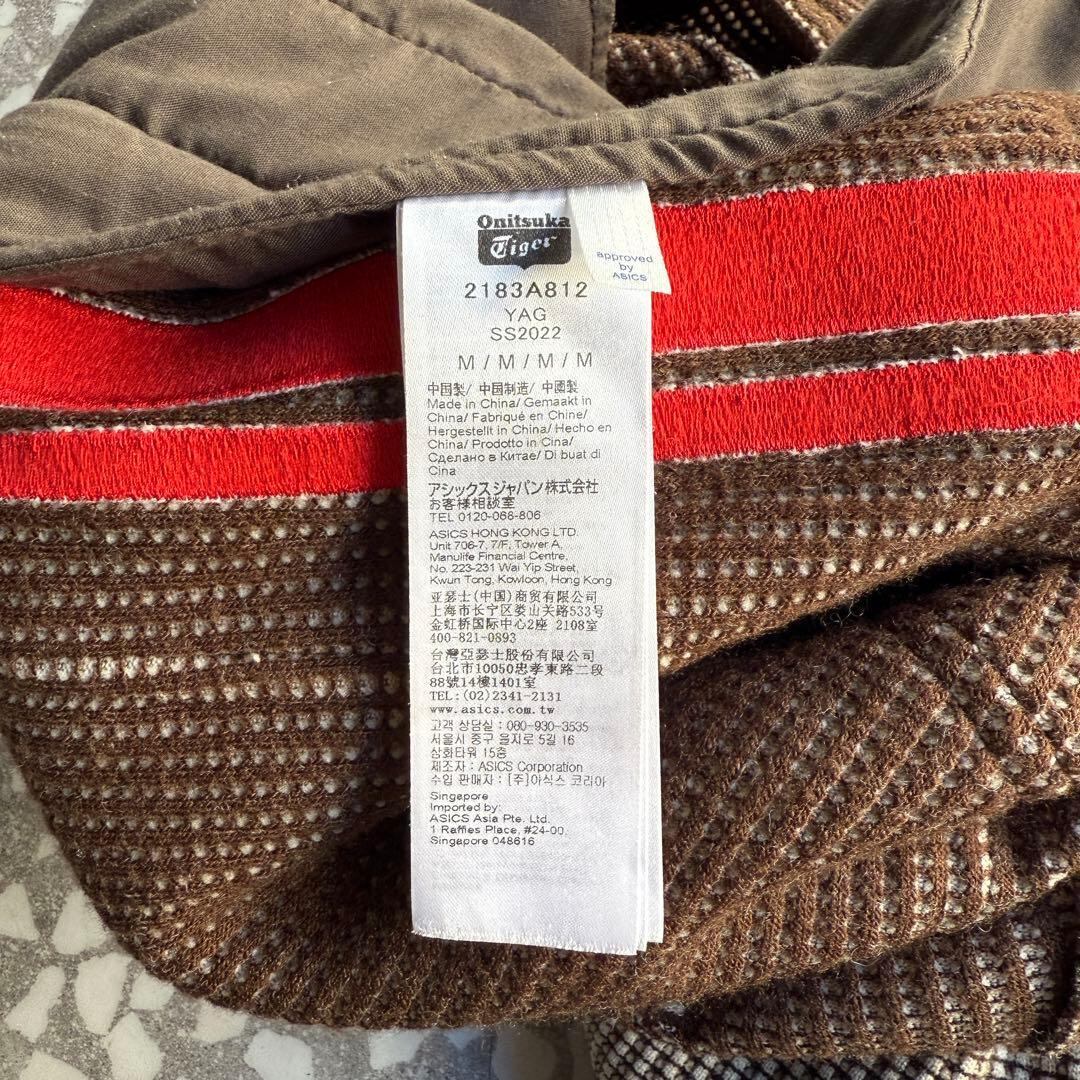 Onitsuka
Tiger
approved
by
ASICS
2183A812
YAG
SS2022
M / M / M / M
中国製/ 中国制造/ 中國製
Made in China/ Gemaakt in
China/ Fabriqué en Chine/
Hergestellt in China/ Hecho en
China/ Prodotto in Cina/
Сделано в Китае/ Di buat di
Cina
アシックスジャパン株式会社
お客様相談室
TEL 0120-068-806
ASICS HONG KONG LTD.
Unit 706-7, 7/F, Tower A,
Manulife Financial Centre,
No. 223-231 Wai Yip Street,
Kwun Tong, Kowloon, Hong Kong
亚瑟士(中国)商贸有限公司
上海市长宁区娄山关路533号
金虹桥国际中心2座 2108室
400-821-0893
台灣亞瑟士股份有限公司
台北市10050忠孝東路二段
88號14樓1401室
TEL:(02)2341-2131
www.asics.com.tw
고객 상담실 : 080-930-3535
서울시 중구 을지로 5길 16
삼화타워 15층
제조자 : ASICS Corporation
수입 판매자 : [주]아식스 코리아
Singapore
Imported by:
ASICS Asia Pte. Ltd.
1 Raffles Place, #24-00,
Singapore 048616